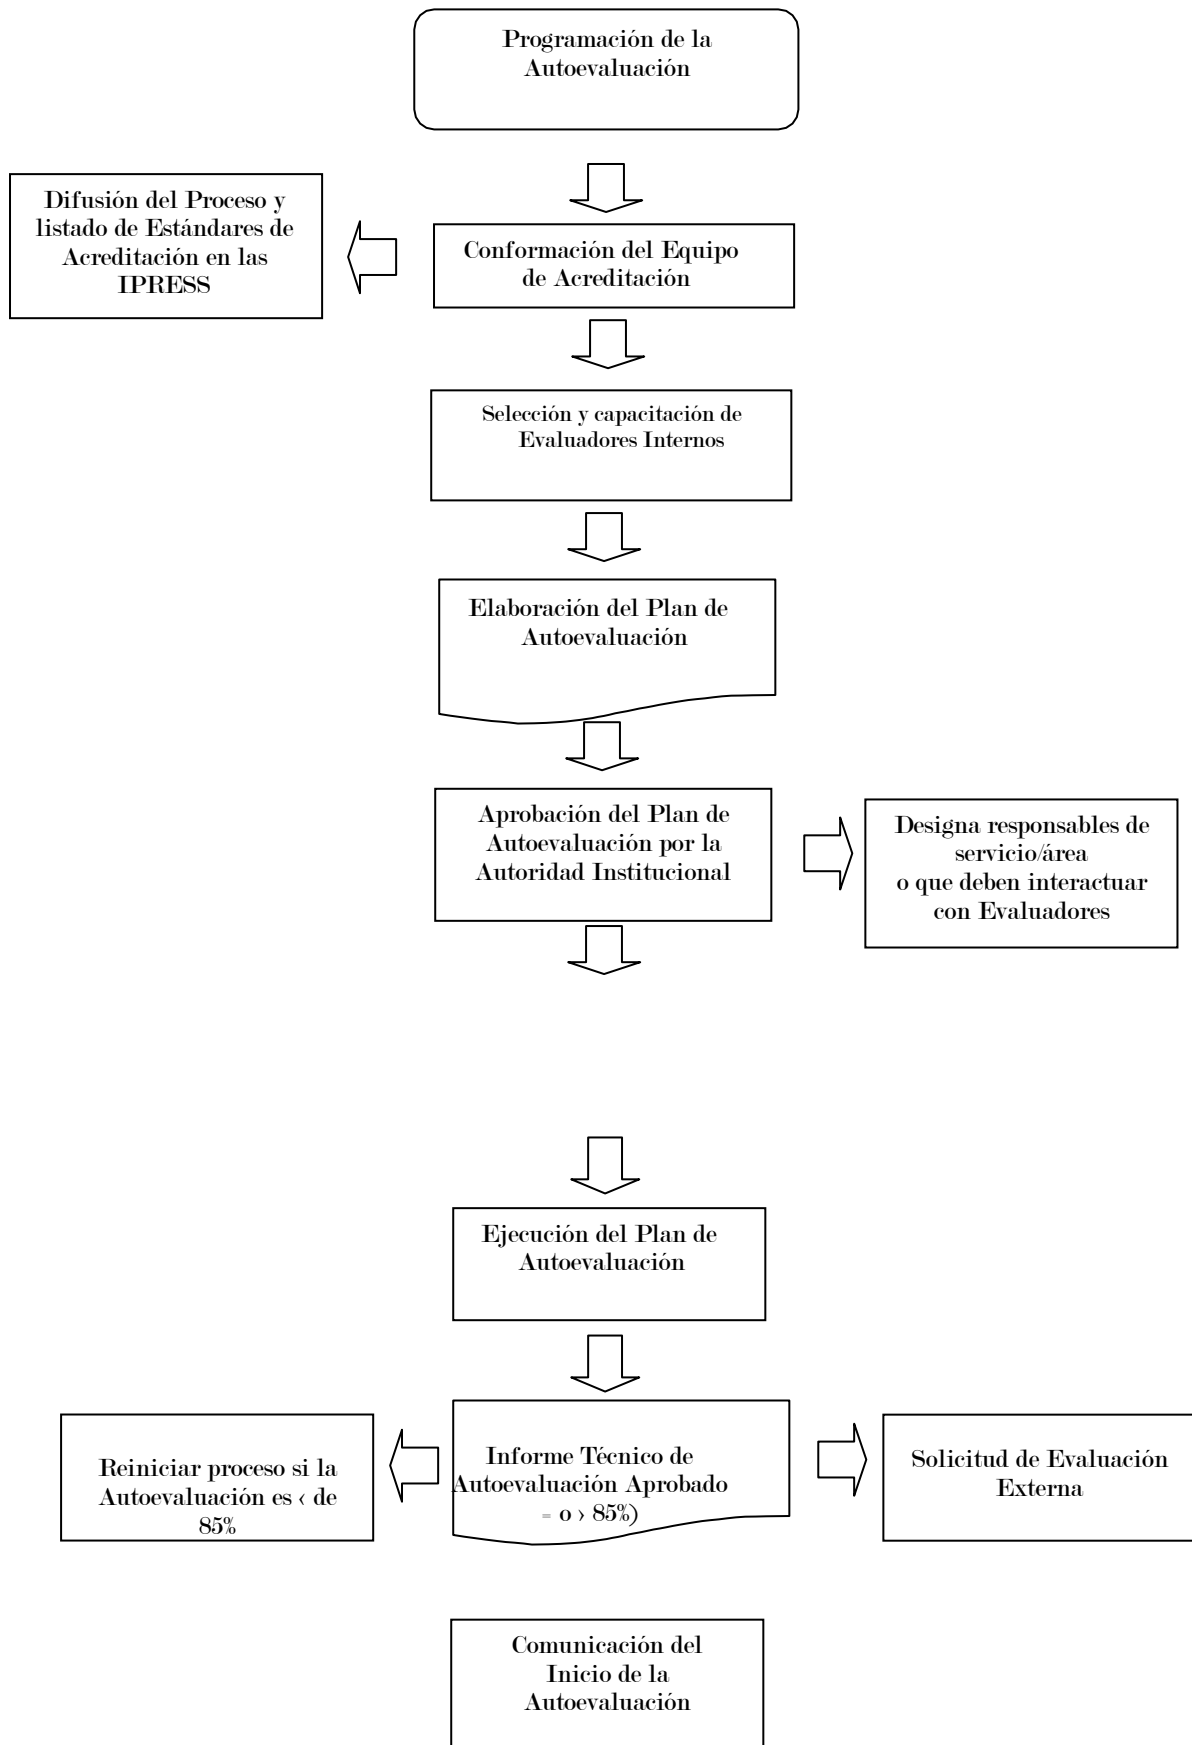 Programación de la
Autoevaluación
Difusión del Proceso y
listado de Estándares de
Acreditación en las
IPRESS
Conformación del Equipo
de Acreditación
Selección y capacitación de
Evaluadores Internos
Elaboración del Plan de
Autoevaluación
Aprobación del Plan de
Autoevaluación por la
Autoridad Institucional
Designa responsables de
servicio/área
o que deben interactuar
con Evaluadores
Ejecución del Plan de
Autoevaluación
Reiniciar proceso si la
Autoevaluación es ‹ de
85%
Informe Técnico de
Autoevaluación Aprobado
= o › 85%)
Solicitud de Evaluación
Externa
Comunicación del
Inicio de la
Autoevaluación